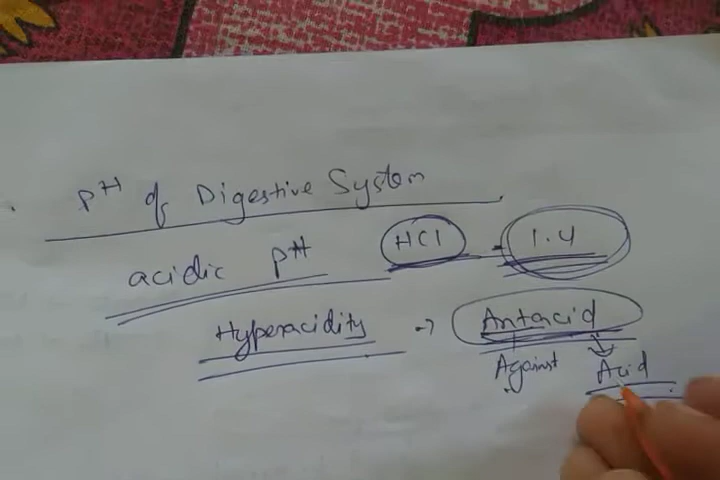 pH of Digestive System
acidic pH HCl - 1.4
Hyperacidity → Antacid
Against Acid